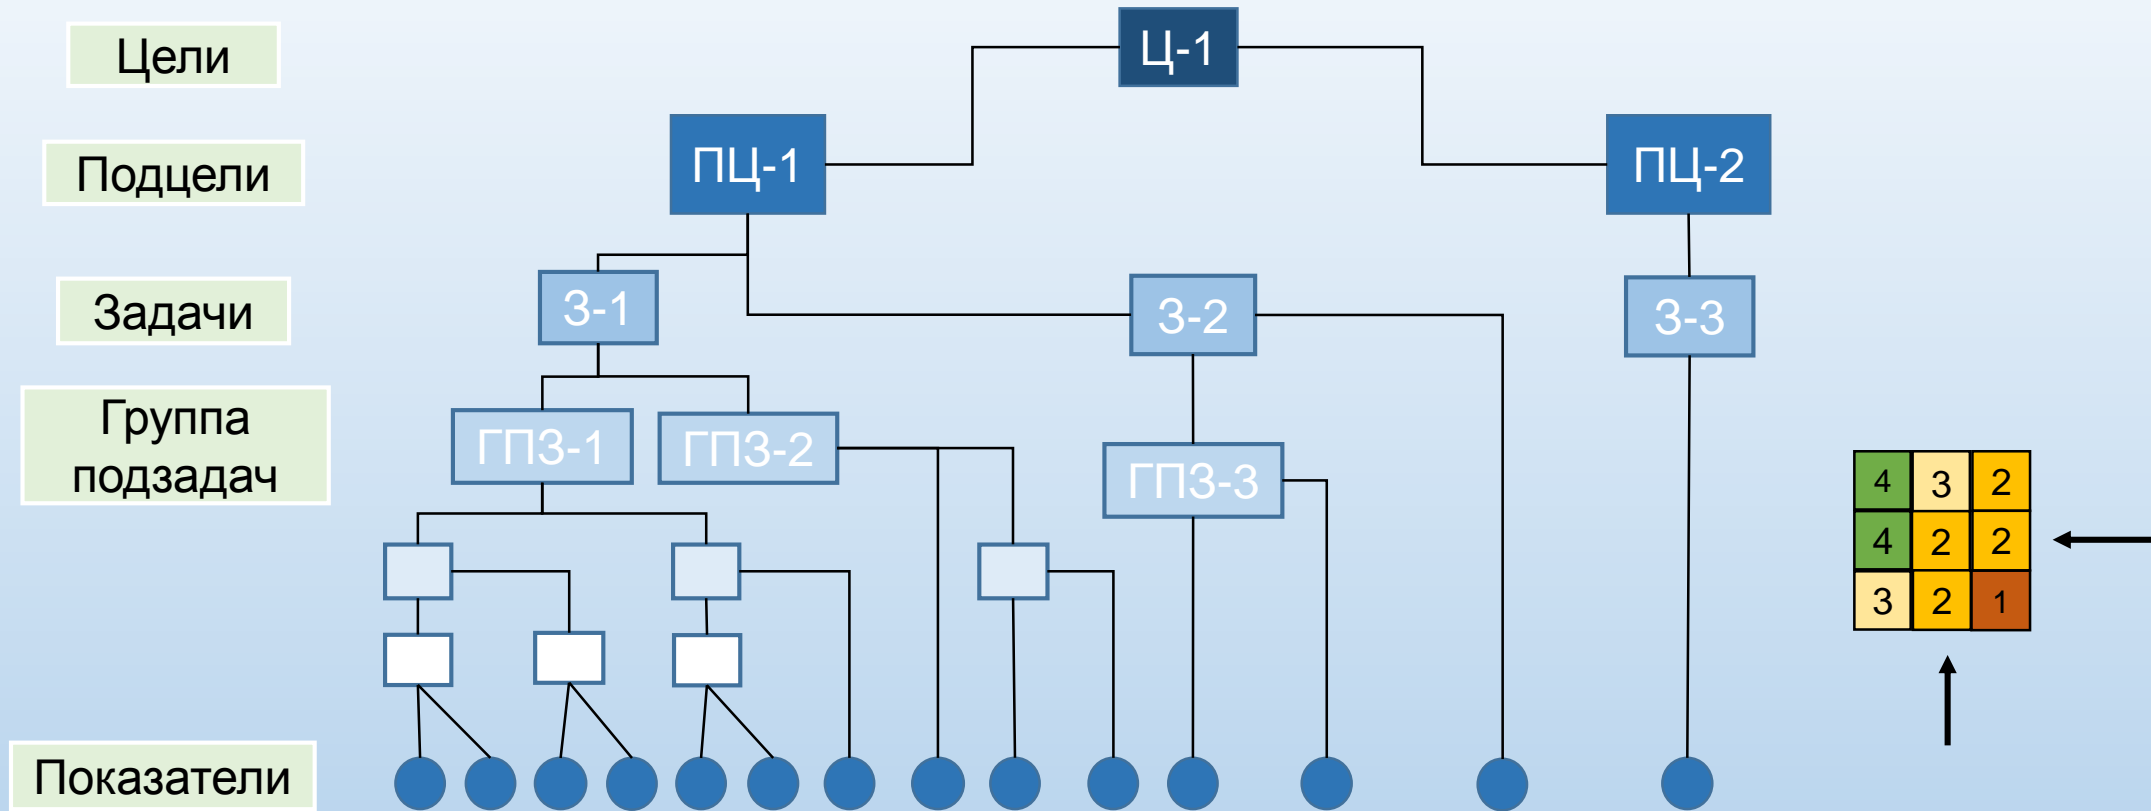 Цели
Ц-1
Подцели
ПЦ-1
ПЦ-2
Задачи
З-1
З-2
З-3
Группа
подзадач
ГПЗ-1
ГПЗ-2
ГПЗ-3
4 3 2
4 2 2
3 2 1
Показатели